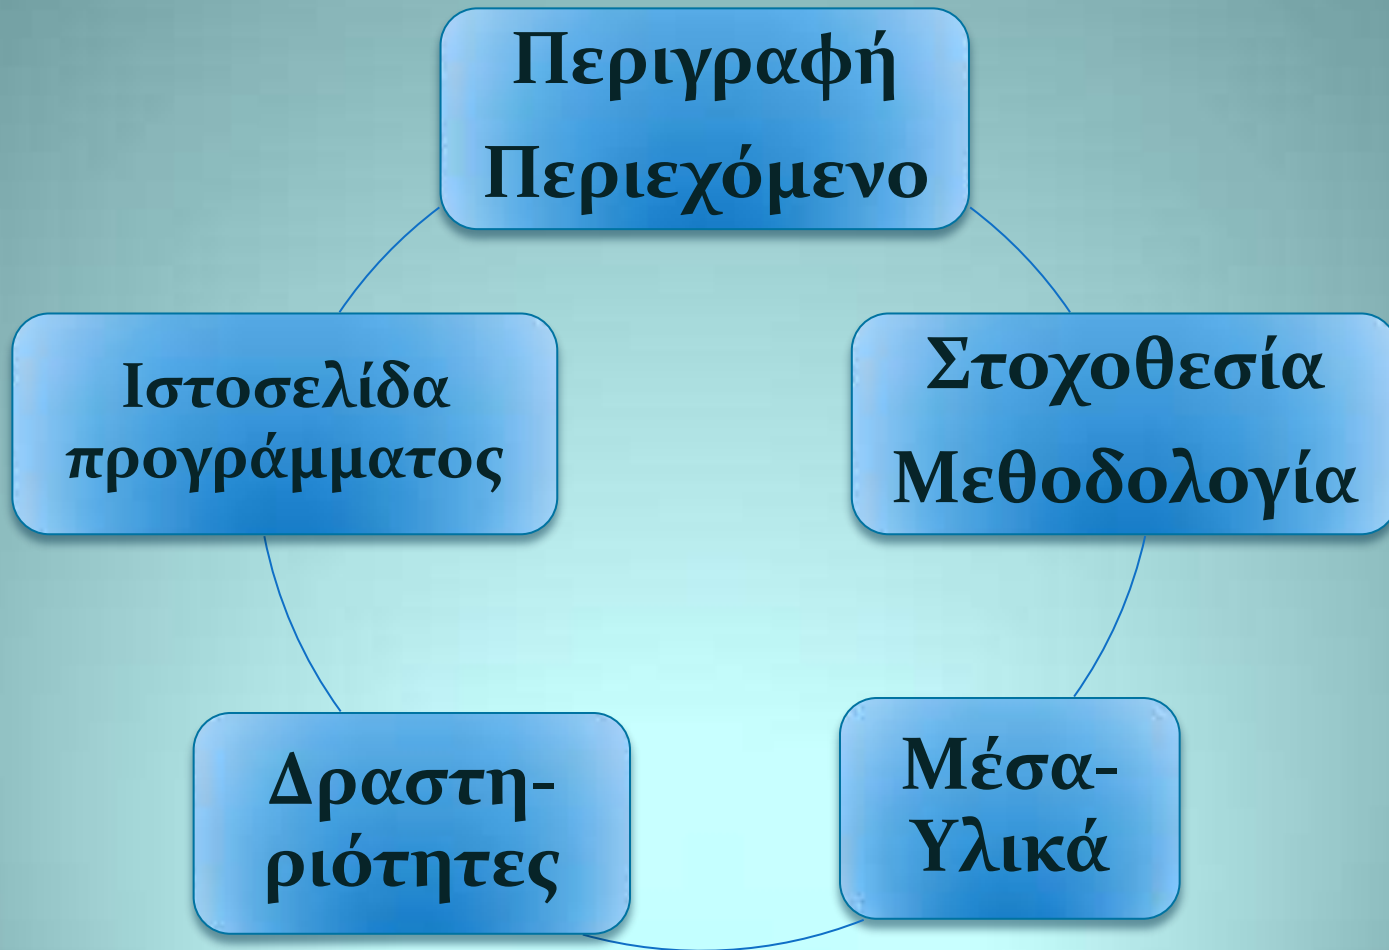 Περιγραφή
Περιεχόμενο
Στοχοθεσία
Μεθοδολογία
Μέσα-
Υλικά
Δραστη-
ριότητες
Ιστοσελίδα
προγράμματος